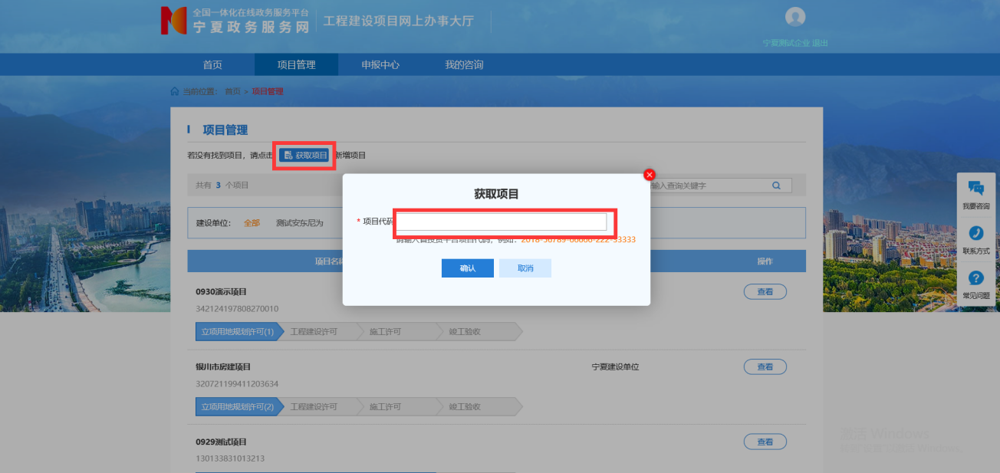 全国一体化在线政务服务平台
宁夏政务服务网
工程建设项目网上办事大厅
宁夏测试企业 退出
首页 项目管理 申报中心 我的咨询
当前位置： 首页 » 项目管理
项目管理
若没有找到项目，请点击 获取项目 新增项目
共有 3 个项目
输入查询关键字
获取项目
* 项目代码
请输入省投资平台项目代码，例如：2018-56789-66666-222-33333
确认 取消
建设单位： 全部 测试安东尼为
项目名称 操作
0930演示项目 查看
342124197808270010
立项用地规划许可(1) 工程建设许可 施工许可 竣工验收
银川市房建项目 宁夏建设单位 查看
320721199411203634
立项用地规划许可(2) 工程建设许可 施工许可 竣工验收
0929测试项目 查看
130133831013213
我要咨询
联系方式
常见问题
激活 Windows